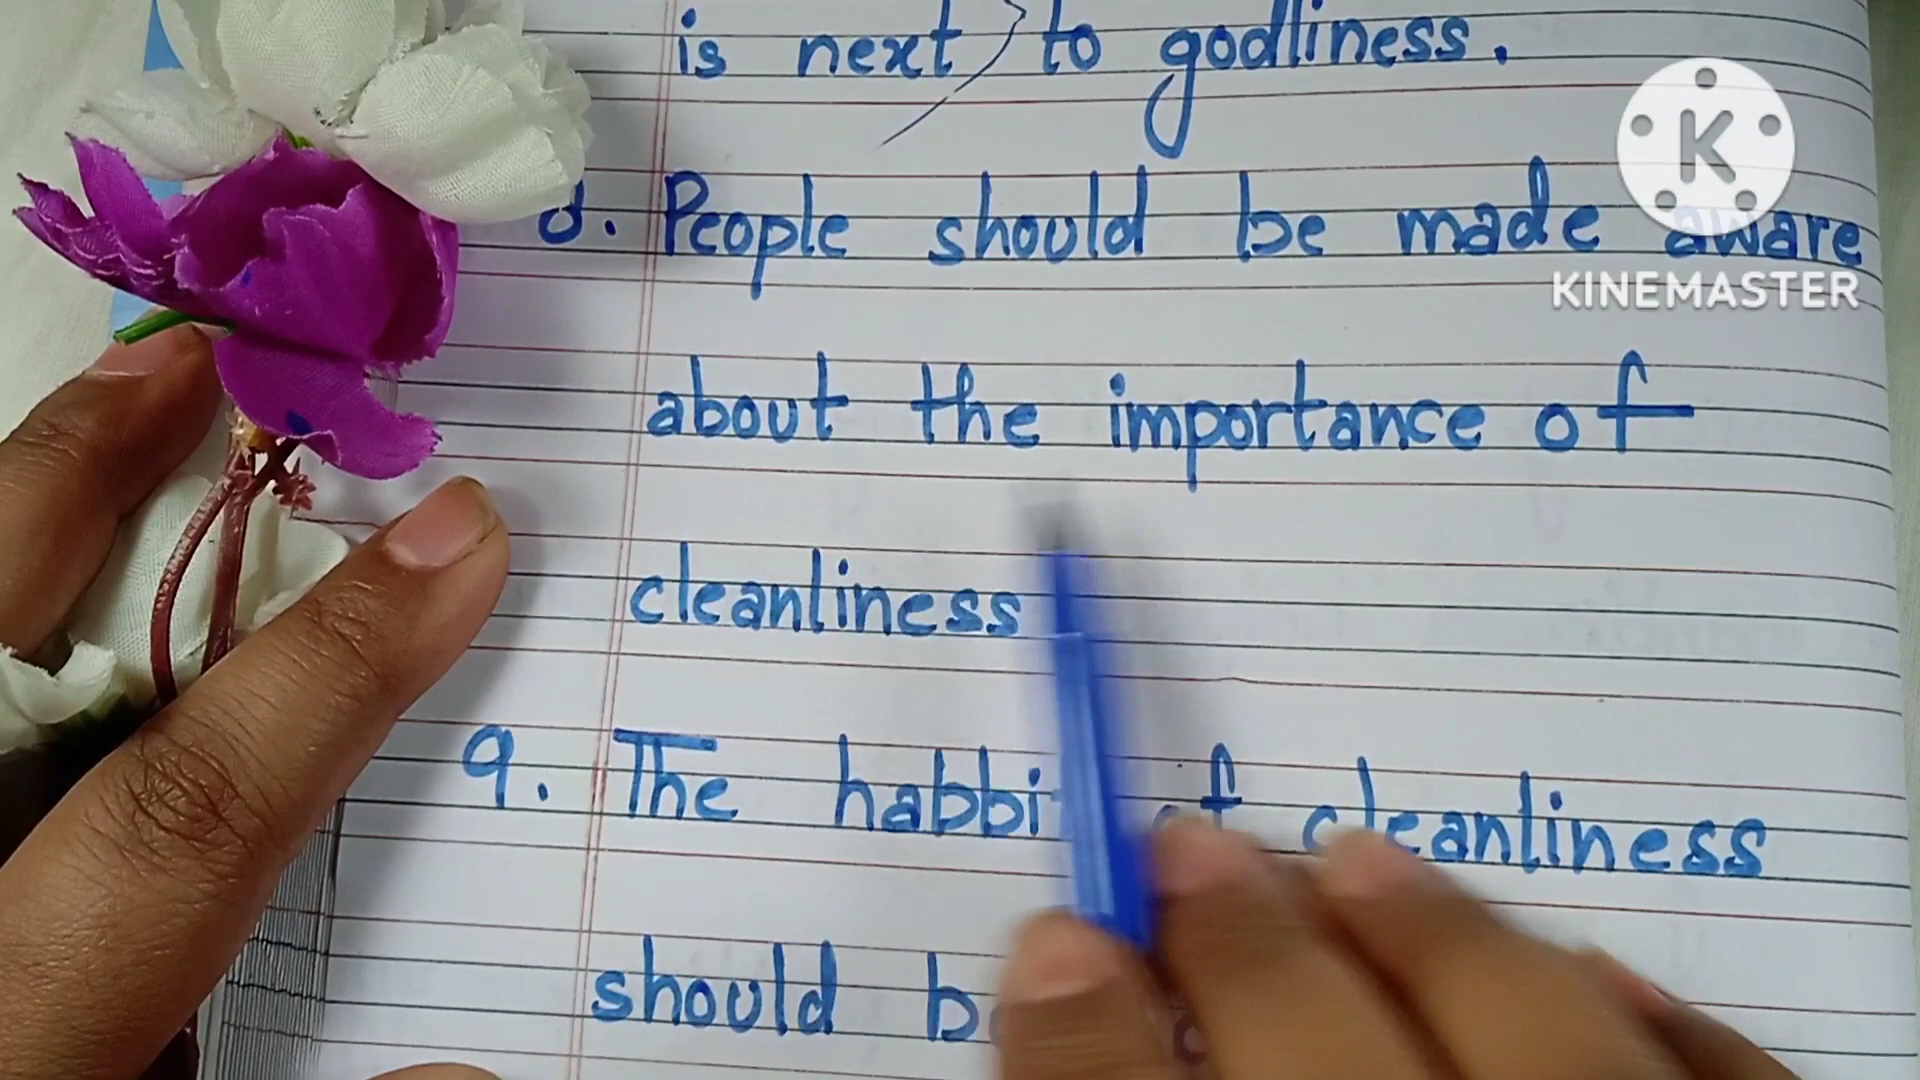 is next to godliness.
8. People should be made aware
KINEMASTER
about the importance of
cleanliness
9. The habbi of cleanliness
should